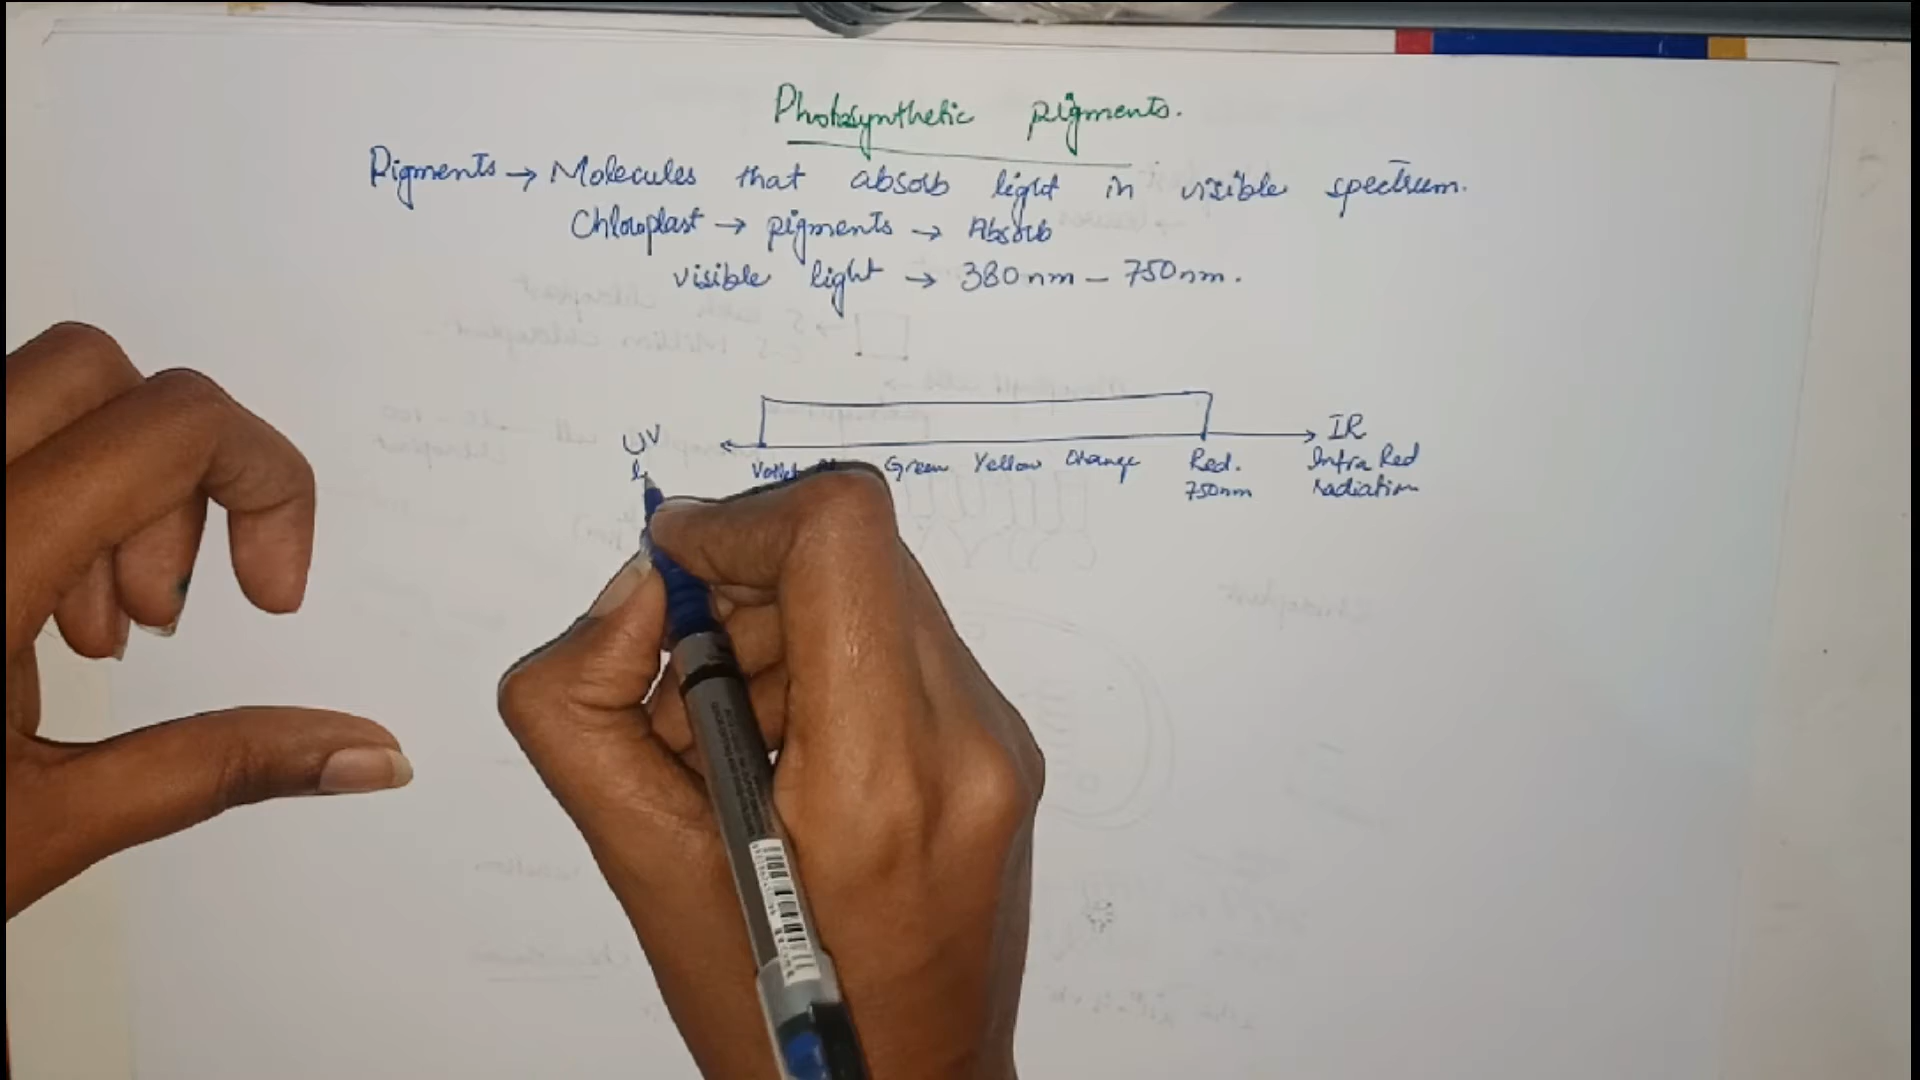 Photosynthetic pigments.
Pigments → Molecules that absorb light in visible spectrum.
Chloroplast → pigments → Absorb
visible light → 380nm – 750nm.
UV IR
Green Yellow Orange Red. Infra Red
750nm radiation